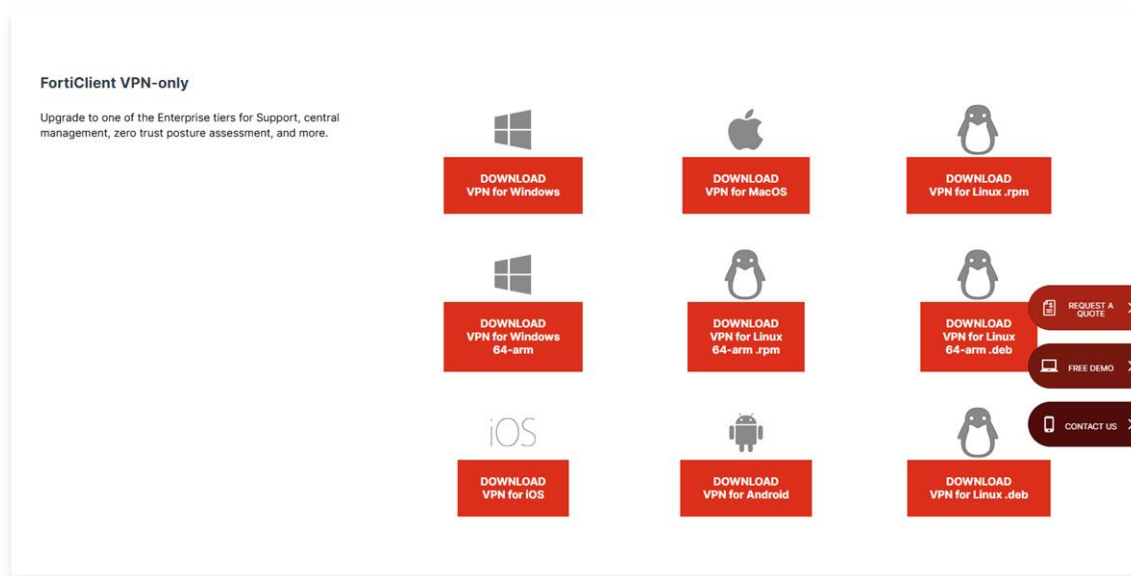 FortiClient VPN-only
Upgrade to one of the Enterprise tiers for Support, central
management, zero trust posture assessment, and more.
DOWNLOAD
VPN for Windows
DOWNLOAD
VPN for MacOS
DOWNLOAD
VPN for Linux .rpm
DOWNLOAD
VPN for Windows
64-arm
DOWNLOAD
VPN for Linux
64-arm .rpm
DOWNLOAD
VPN for Linux
64-arm .deb
REQUEST A
QUOTE
FREE DEMO
CONTACT US
iOS
DOWNLOAD
VPN for iOS
DOWNLOAD
VPN for Android
DOWNLOAD
VPN for Linux .deb